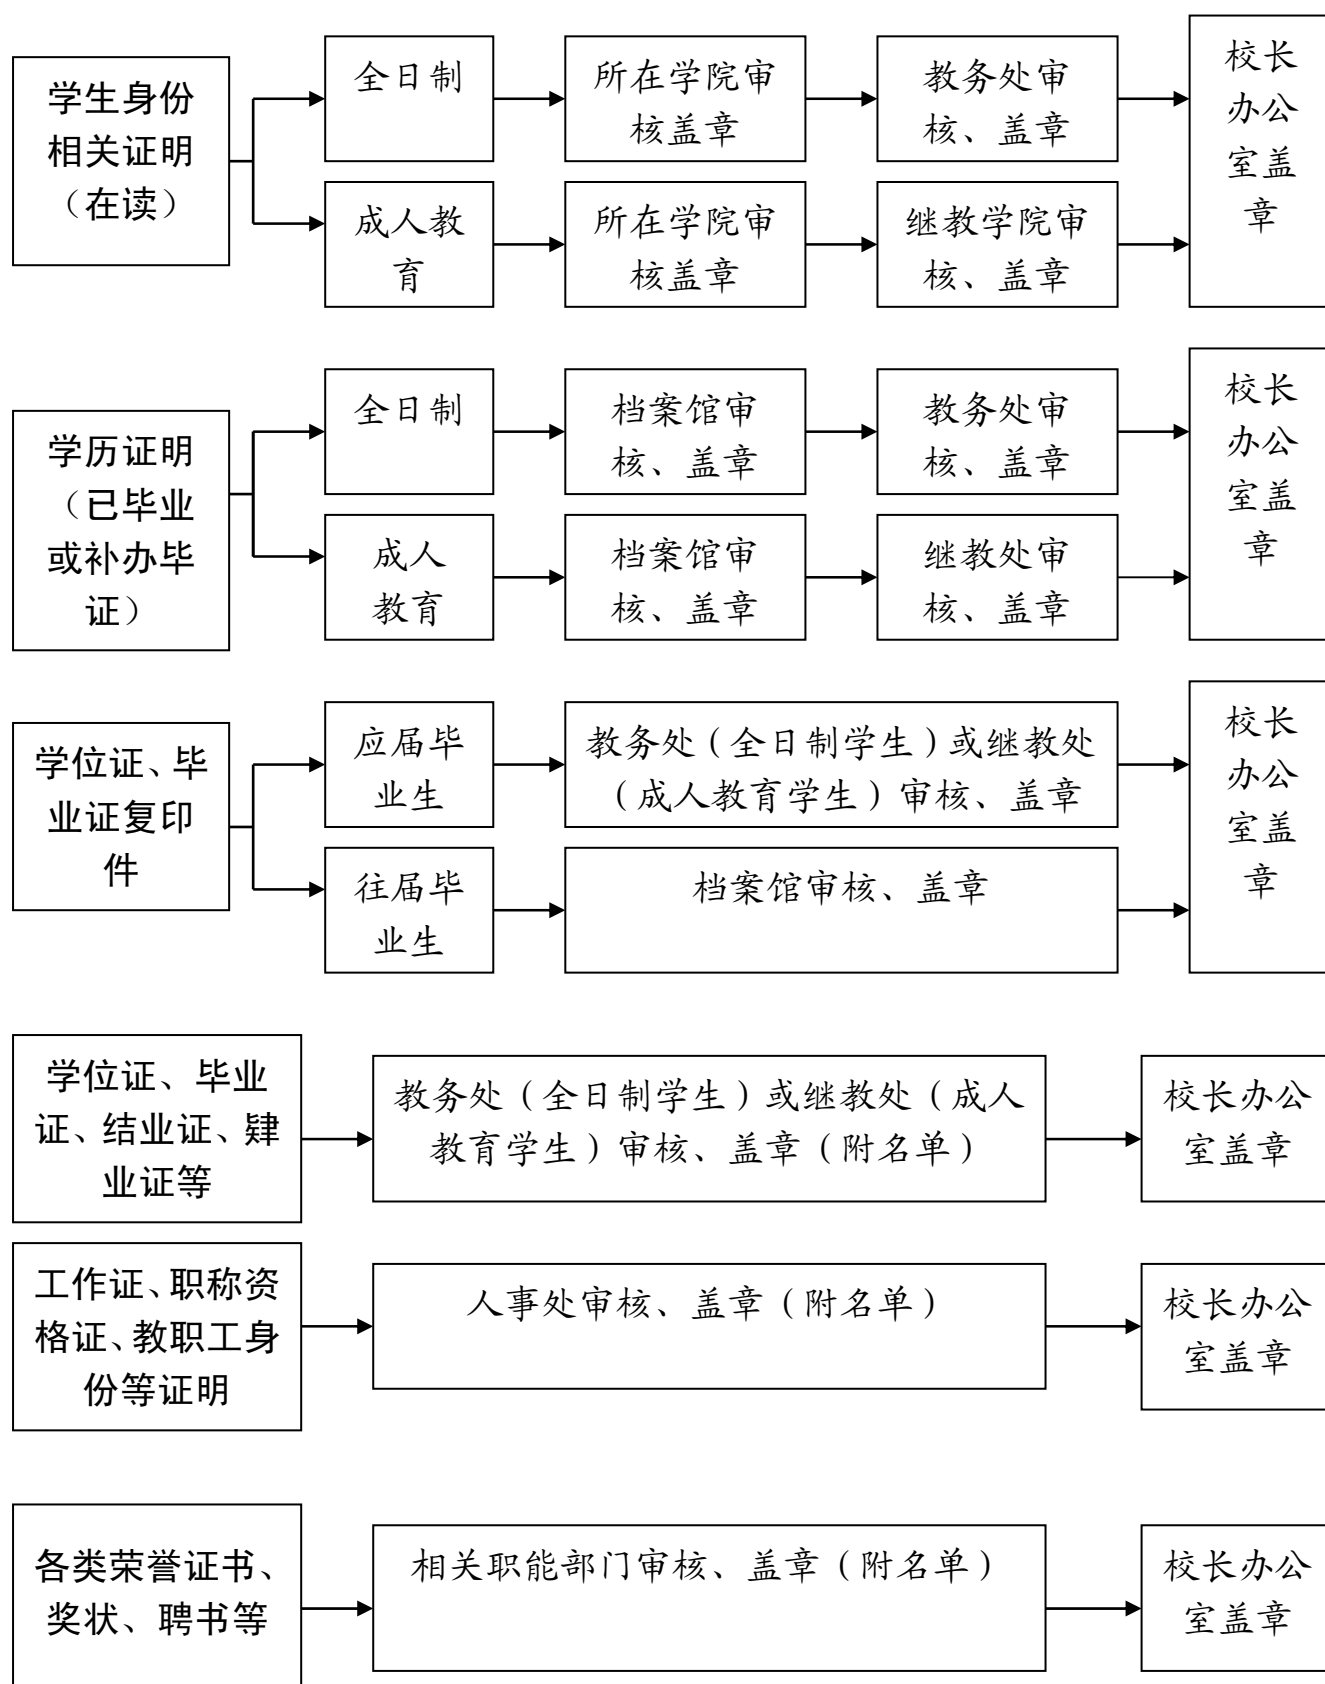 学生身份
相关证明
（在读）
全日制
所在学院审
核盖章
教务处审
核、盖章
成人教
育
所在学院审
核盖章
继教学院审
核、盖章
校长
办公
室盖
章
学历证明
（已毕业
或补办毕
证）
全日制
档案馆审
核、盖章
教务处审
核、盖章
成人
教育
档案馆审
核、盖章
继教处审
核、盖章
校长
办公
室盖
章
学位证、毕
业证复印
件
应届毕
业生
教务处（全日制学生）或继教处
（成人教育学生）审核、盖章
往届毕
业生
档案馆审核、盖章
校长
办公
室盖
章
学位证、毕业
证、结业证、肄
业证等
教务处（全日制学生）或继教处（成人
教育学生）审核、盖章（附名单）
校长办公
室盖章
工作证、职称资
格证、教职工身
份等证明
人事处审核、盖章（附名单）
校长办公
室盖章
各类荣誉证书、
奖状、聘书等
相关职能部门审核、盖章（附名单）
校长办公
室盖章